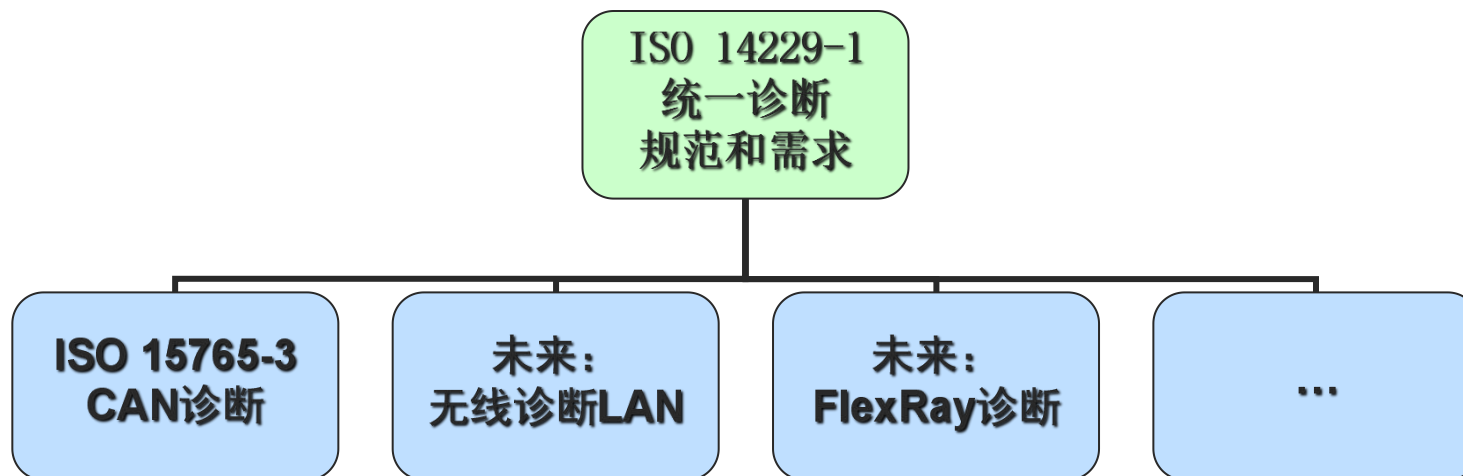 ISO 14229-1
统一诊断
规范和需求
ISO 15765-3
CAN诊断
未来：
无线诊断LAN
未来：
FlexRay诊断
...